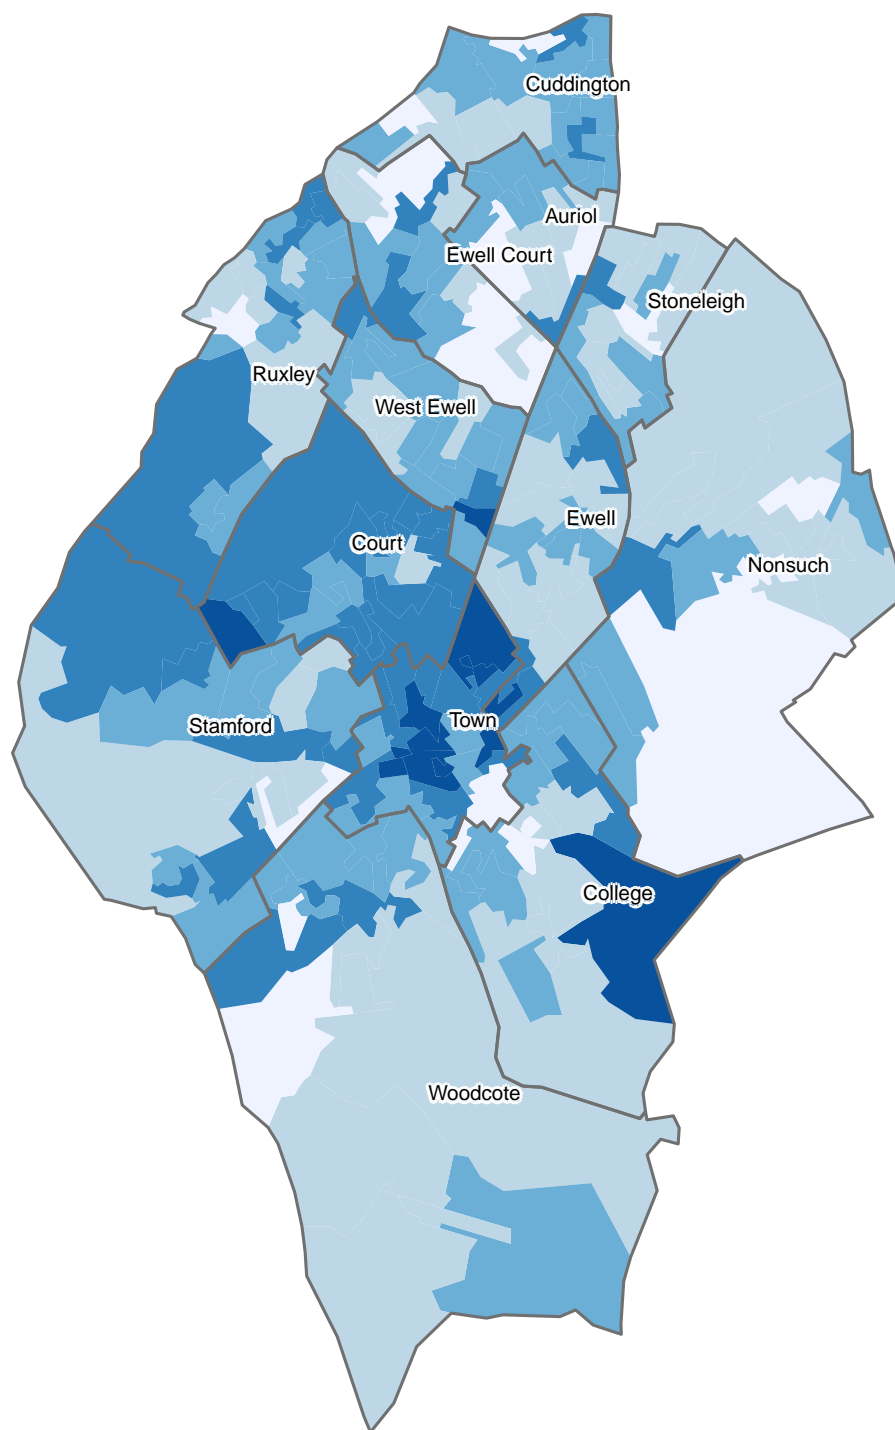 Cuddington
Auriol
Ewell Court
Stoneleigh
Ruxley
West Ewell
Ewell
Court
Nonsuch
Town
Stamford
College
Woodcote